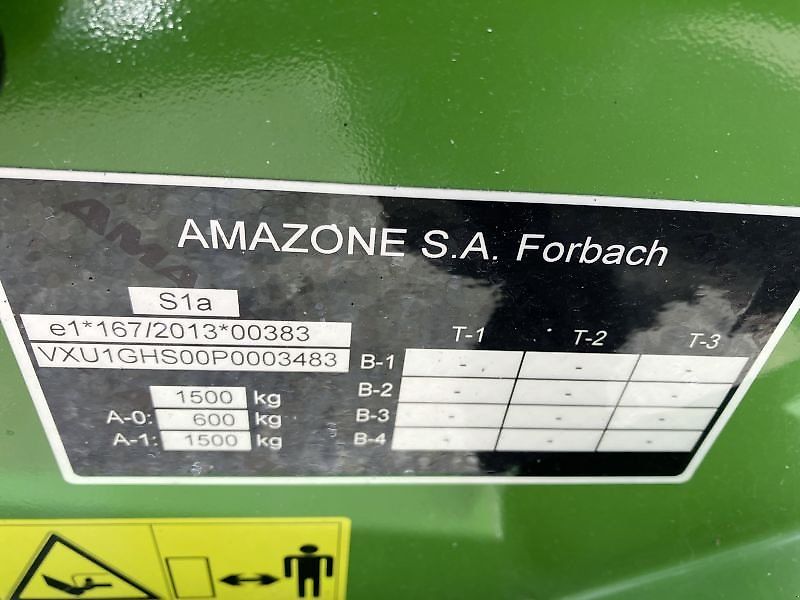 AMA
AMAZONE S.A. Forbach
S1a
e1*167/2013*00383
VXU1GHS00P0003483
1500 kg
A-0: 600 kg
A-1: 1500 kg
T-1 T-2 T-3
B-1 - - -
B-2 - - -
B-3 - - -
B-4 - - -